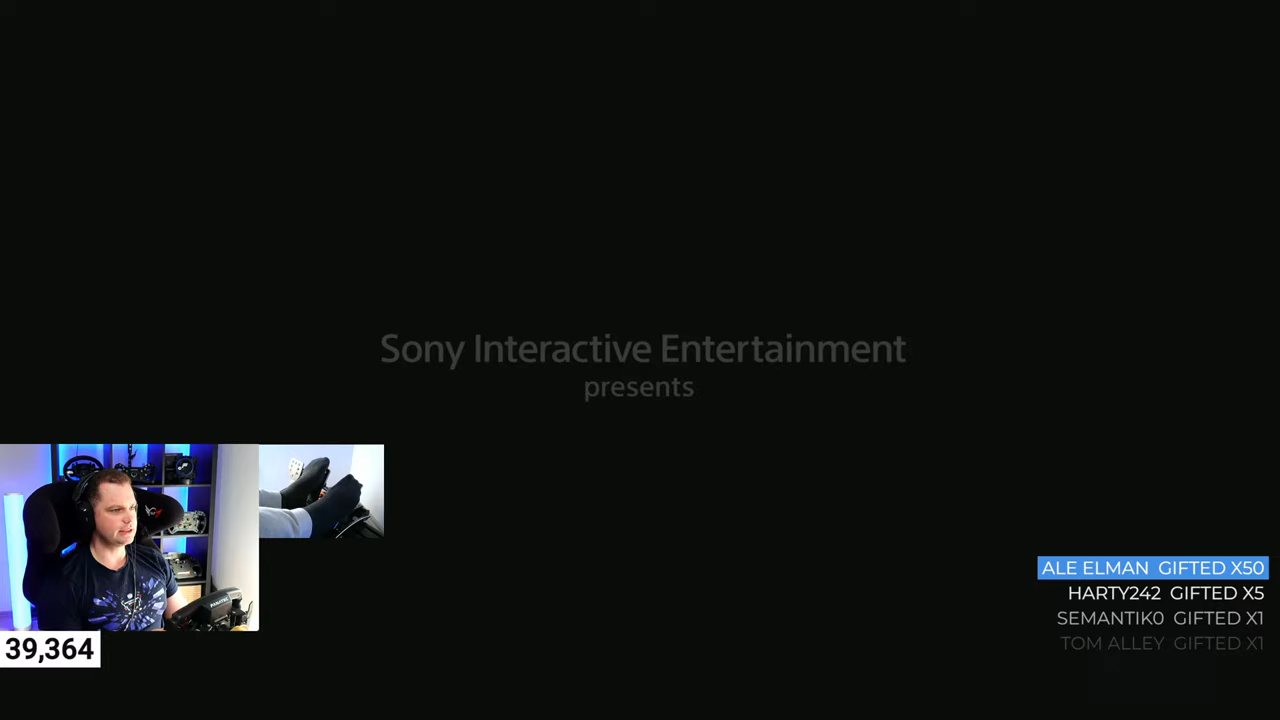 Sony Interactive Entertainment
presents
39,364
ALE ELMAN GIFTED X50
HARTY242 GIFTED X5
SEMANTIK0 GIFTED X1
TOM ALLEY GIFTED X1